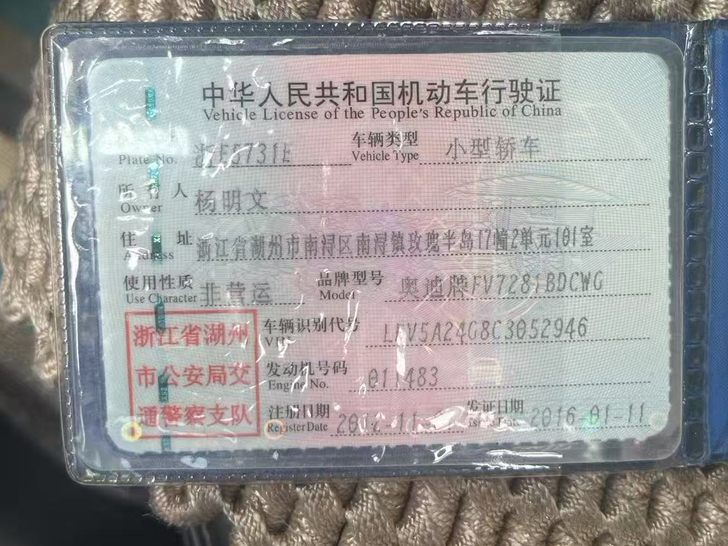 中华人民共和国机动车行驶证
Vehicle License of the People's Republic of China
Plate No.
车辆类型
Vehicle Type 小型轿车
所有人
Owner 杨明文
住址
Address 浙江省湖州市南浔区南浔镇玫瑰半岛17幢2单元101室
使用性质
Use Character 非营运
品牌型号
Model 奥迪牌FV7281BDCWG
浙江省湖州
市公安局交
通警察支队
车辆识别代号
发动机号码
Engine No. 011483
注册日期
Register Date 2012-11
发证日期
Issue Date 2016-01-11